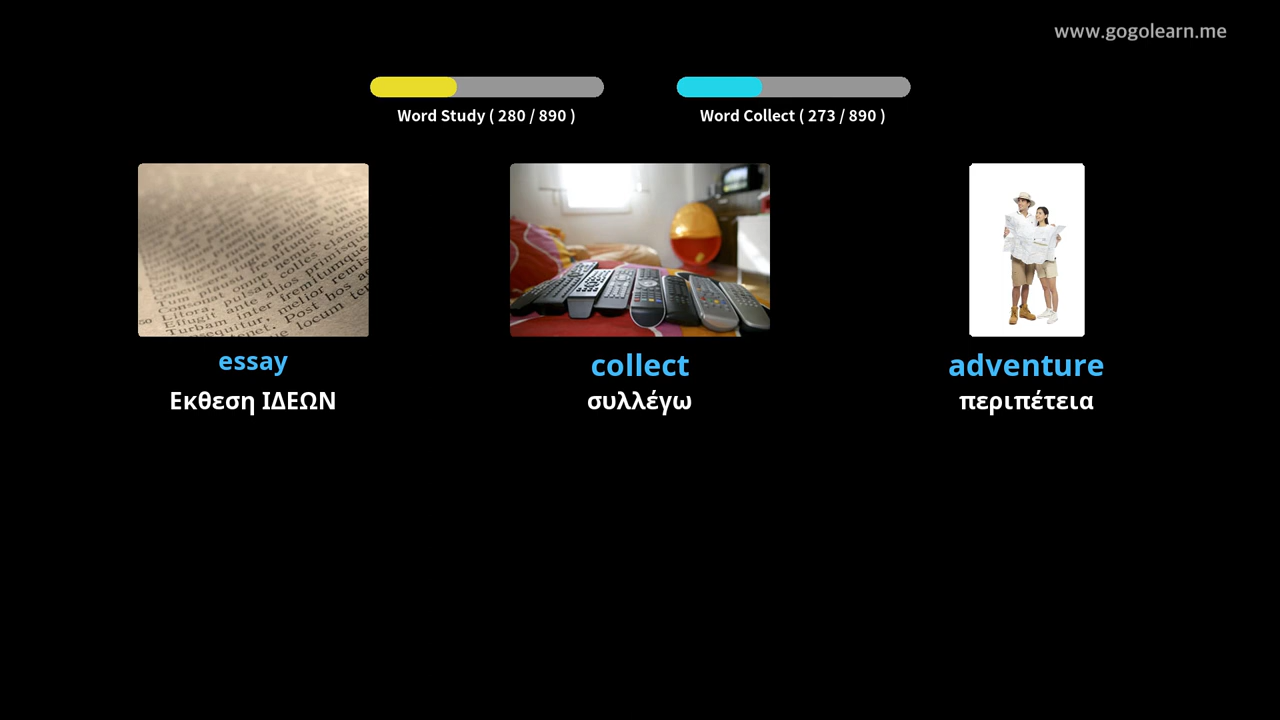 www.gogolearn.me
Word Study ( 280 / 890 )
Word Collect ( 273 / 890 )
essay
collect
adventure
Εκθεση ΙΔΕΩΝ
συλλέγω
περιπέτεια